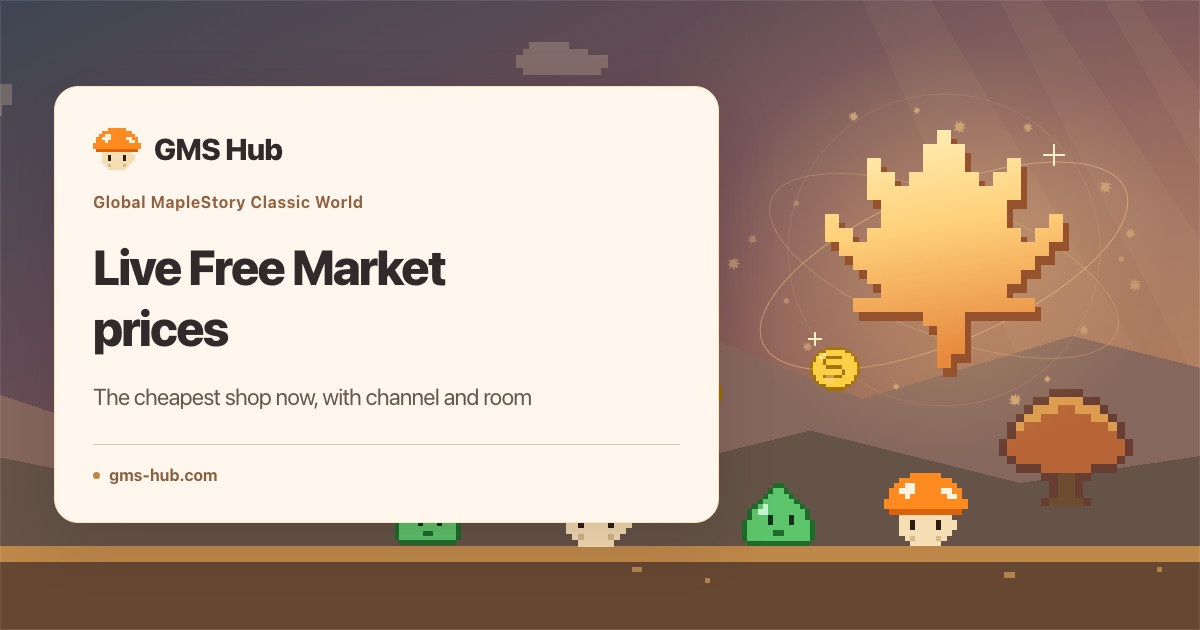 GMS Hub
Global MapleStory Classic World
Live Free Market
prices
The cheapest shop now, with channel and room
gms-hub.com